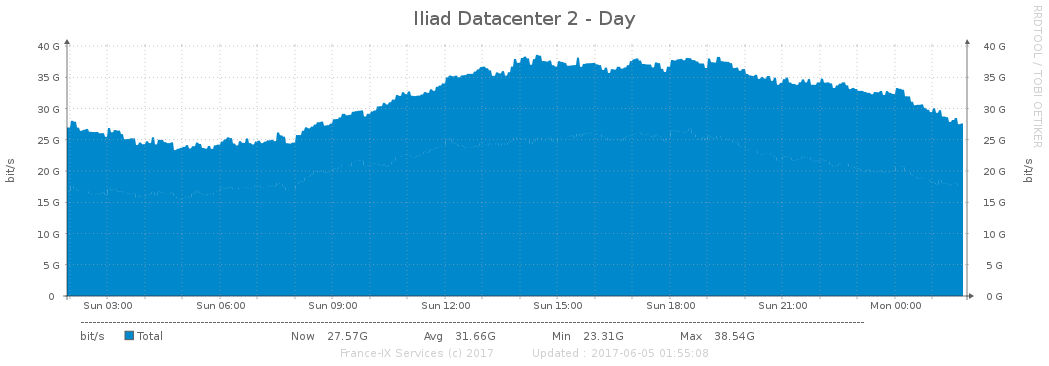 Iliad Datacenter 2 - Day
RRDTOOL / TOBI OETIKER
40 G 40 G
35 G 35 G
30 G 30 G
25 G 25 G
20 G 20 G
15 G 15 G
10 G 10 G
5 G 5 G
0 0 G
bit/s bit/s
Sun 03:00 Sun 06:00 Sun 09:00 Sun 12:00 Sun 15:00 Sun 18:00 Sun 21:00 Mon 00:00
bit/s Total Now 27.57G Avg 31.66G Min 23.31G Max 38.54G
France-IX Services (c) 2017 Updated : 2017-06-05 01:55:08